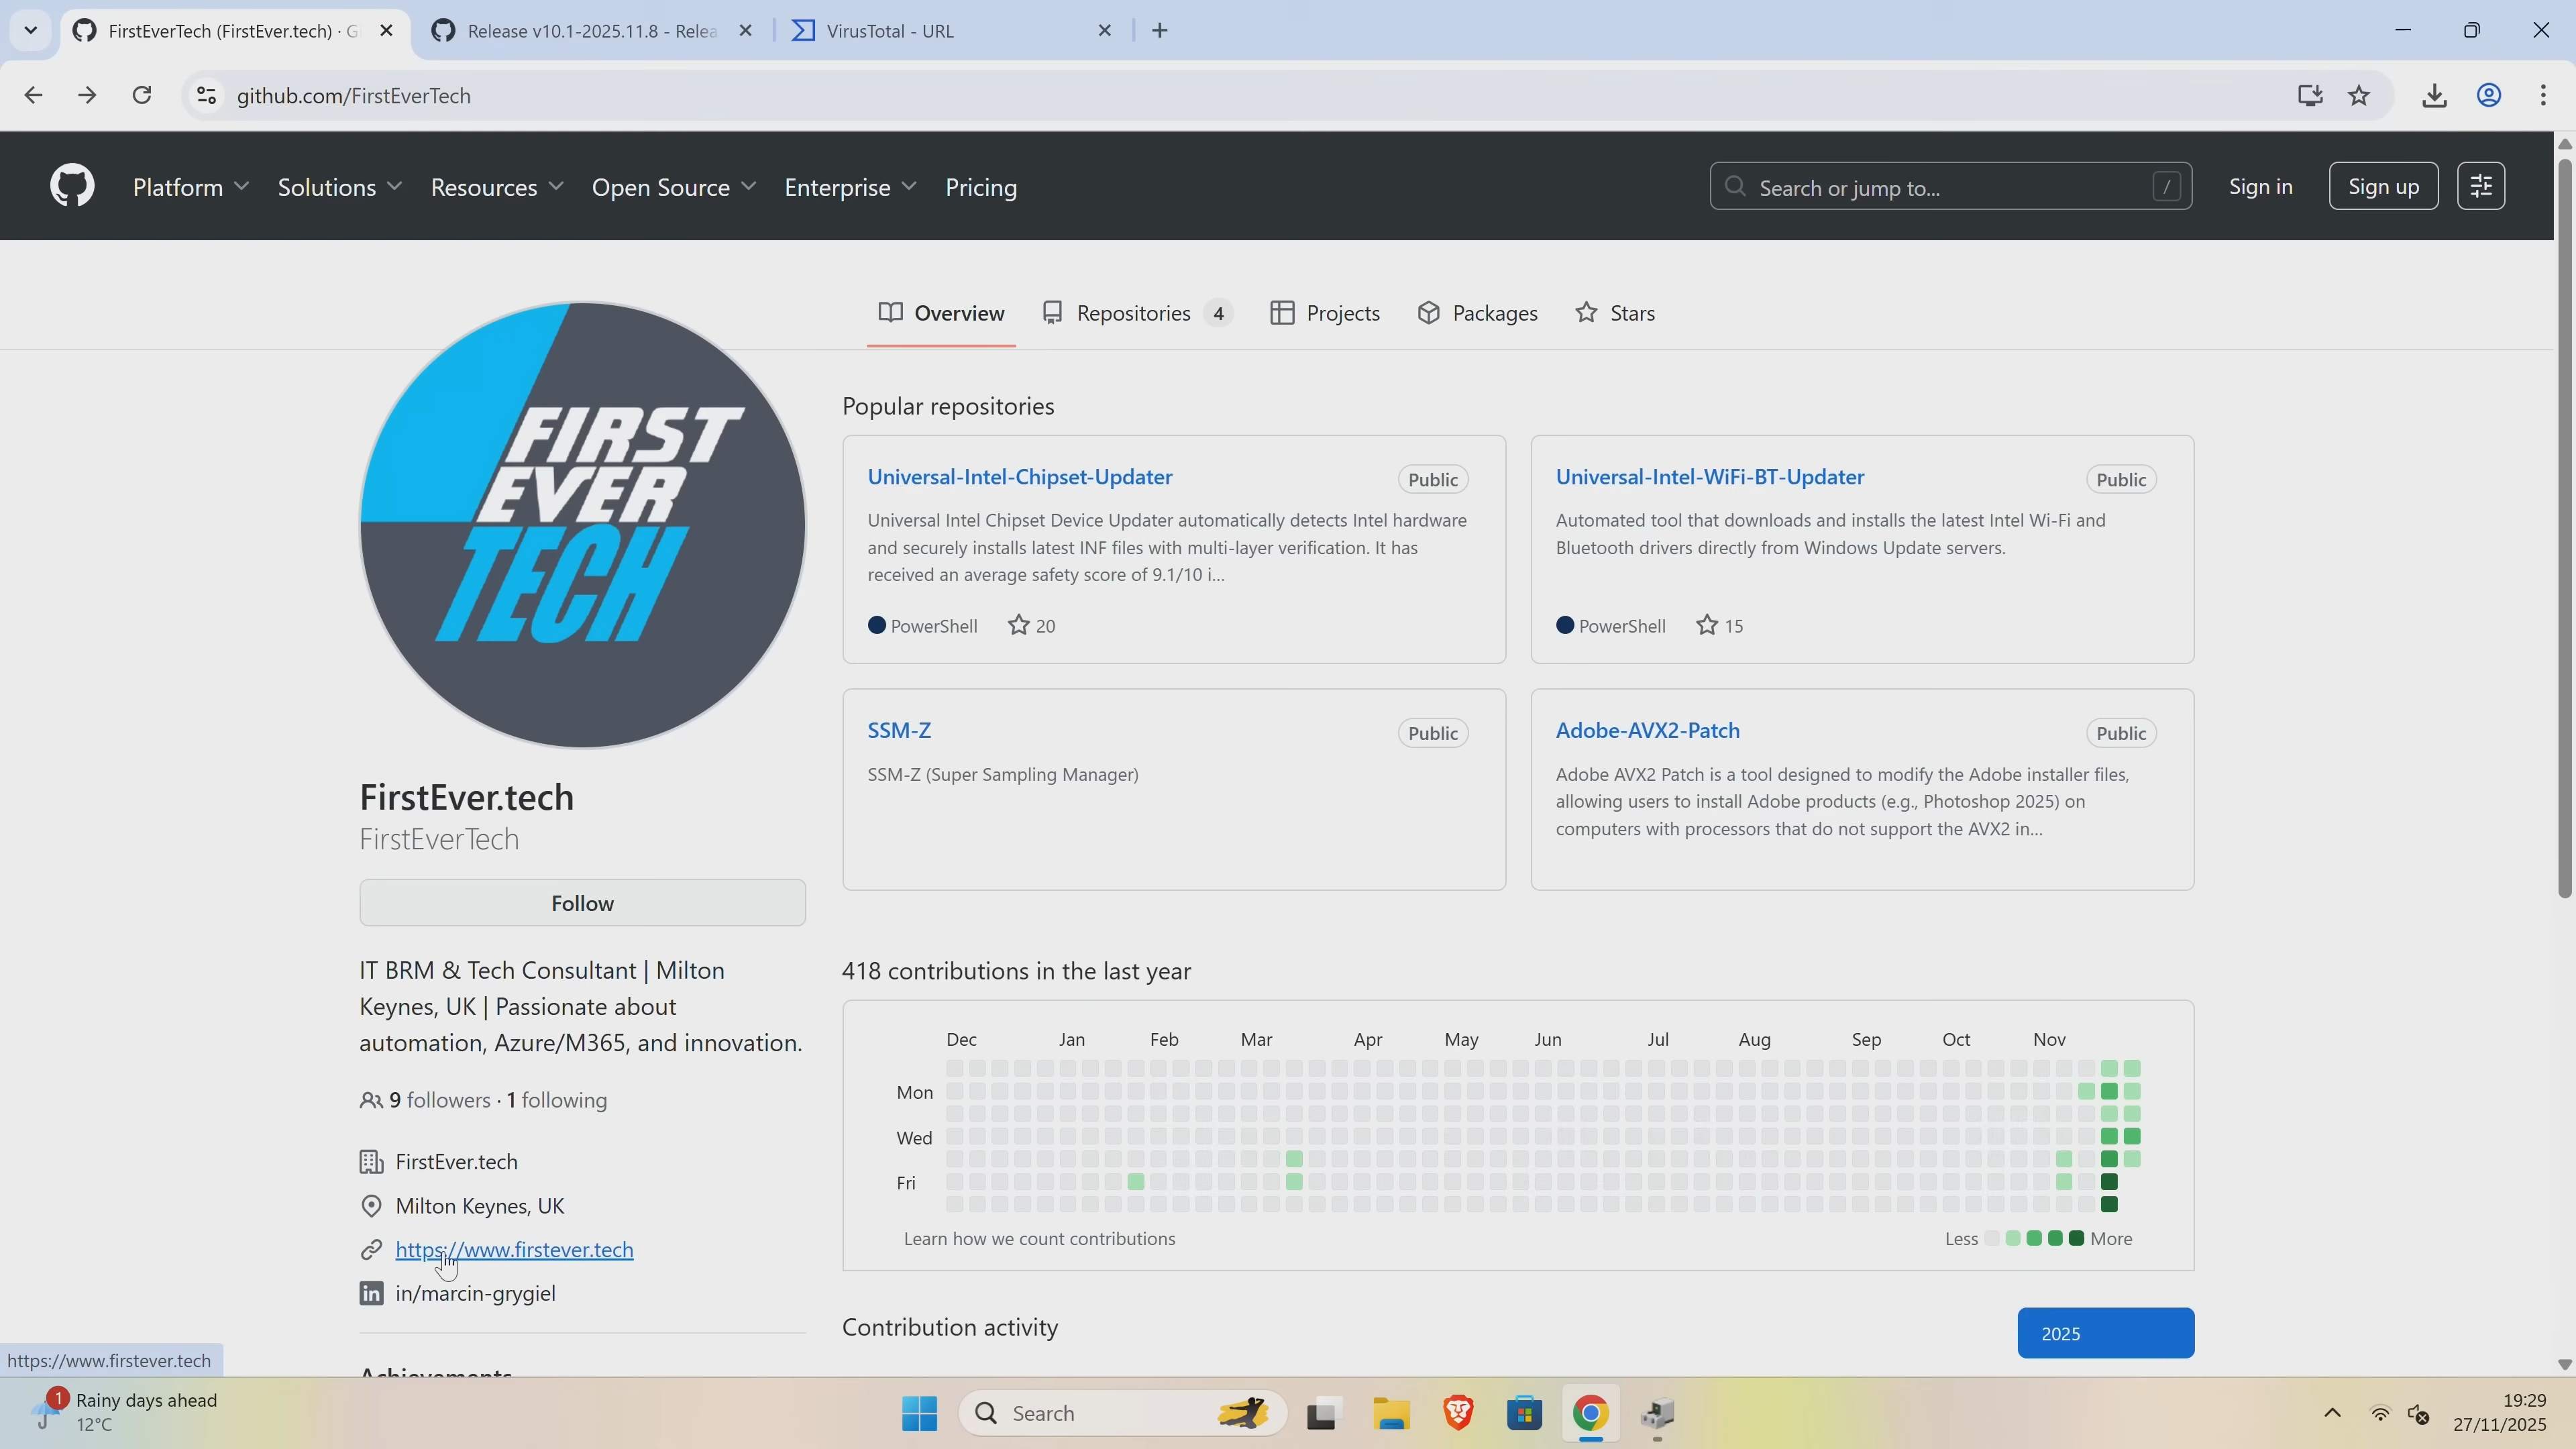 FirstEverTech (FirstEver.tech) · G
Release v10.1-2025.11.8 - Relea
VirusTotal - URL
github.com/FirstEverTech
Platform
Solutions
Resources
Open Source
Enterprise
Pricing
Search or jump to...
/
Sign in
Sign up
Overview
Repositories 4
Projects
Packages
Stars
FIRST
EVER
TECH
FirstEver.tech
FirstEverTech
Follow
IT BRM & Tech Consultant | Milton
Keynes, UK | Passionate about
automation, Azure/M365, and innovation.
9 followers · 1 following
FirstEver.tech
Milton Keynes, UK
https://www.firstever.tech
in/marcin-grygiel
Popular repositories
Universal-Intel-Chipset-Updater
Public
Universal Intel Chipset Device Updater automatically detects Intel hardware
and securely installs latest INF files with multi-layer verification. It has
received an average safety score of 9.1/10 i...
PowerShell 20
Universal-Intel-WiFi-BT-Updater
Public
Automated tool that downloads and installs the latest Intel Wi-Fi and
Bluetooth drivers directly from Windows Update servers.
PowerShell 15
SSM-Z
Public
SSM-Z (Super Sampling Manager)
Adobe-AVX2-Patch
Public
Adobe AVX2 Patch is a tool designed to modify the Adobe installer files,
allowing users to install Adobe products (e.g., Photoshop 2025) on
computers with processors that do not support the AVX2 in...
418 contributions in the last year
Dec Jan Feb Mar Apr May Jun Jul Aug Sep Oct Nov
Mon
Wed
Fri
Learn how we count contributions
Less More
Contribution activity
2025
https://www.firstever.tech
Achievements
1
Rainy days ahead
12°C
Search
19:29
27/11/2025